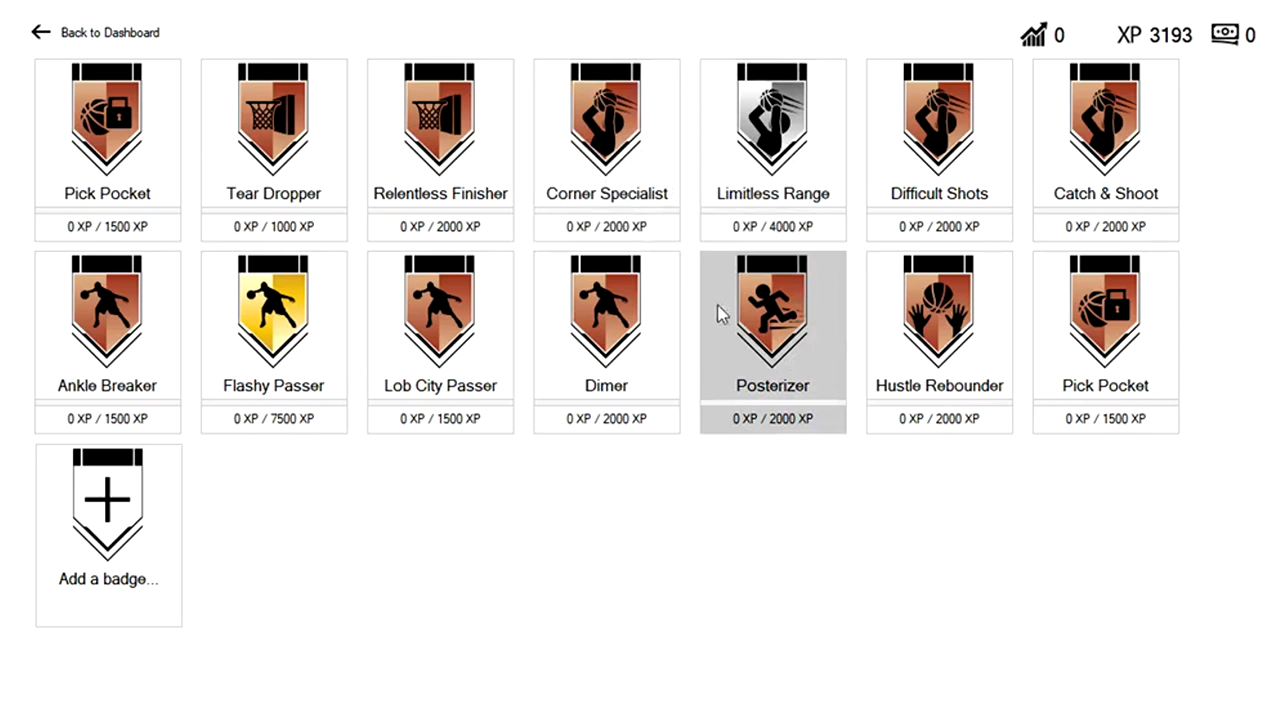 Back to Dashboard
0 XP 3193 0
Pick Pocket Tear Dropper Relentless Finisher Corner Specialist Limitless Range Difficult Shots Catch & Shoot
0 XP / 1500 XP 0 XP / 1000 XP 0 XP / 2000 XP 0 XP / 2000 XP 0 XP / 4000 XP 0 XP / 2000 XP 0 XP / 2000 XP
Ankle Breaker Flashy Passer Lob City Passer Dimer Posterizer Hustle Rebounder Pick Pocket
0 XP / 1500 XP 0 XP / 7500 XP 0 XP / 1500 XP 0 XP / 2000 XP 0 XP / 2000 XP 0 XP / 2000 XP 0 XP / 1500 XP
Add a badge...